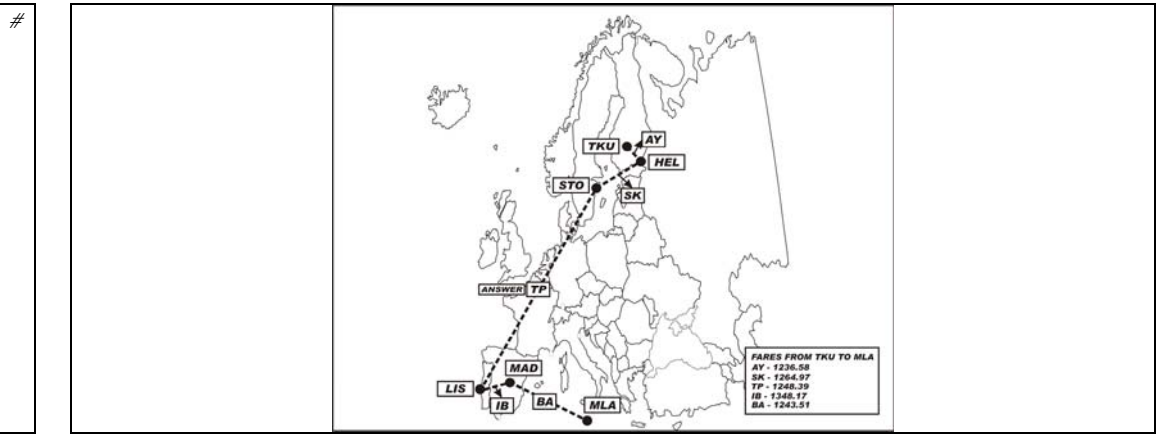 #
AY
TKU
HEL
STO
SK
ANSWER TP
MAD
LIS
IB
BA
MLA
FARES FROM TKU TO MLA
AY - 1236.58
SK - 1264.97
TP - 1248.39
IB - 1348.17
BA - 1243.51